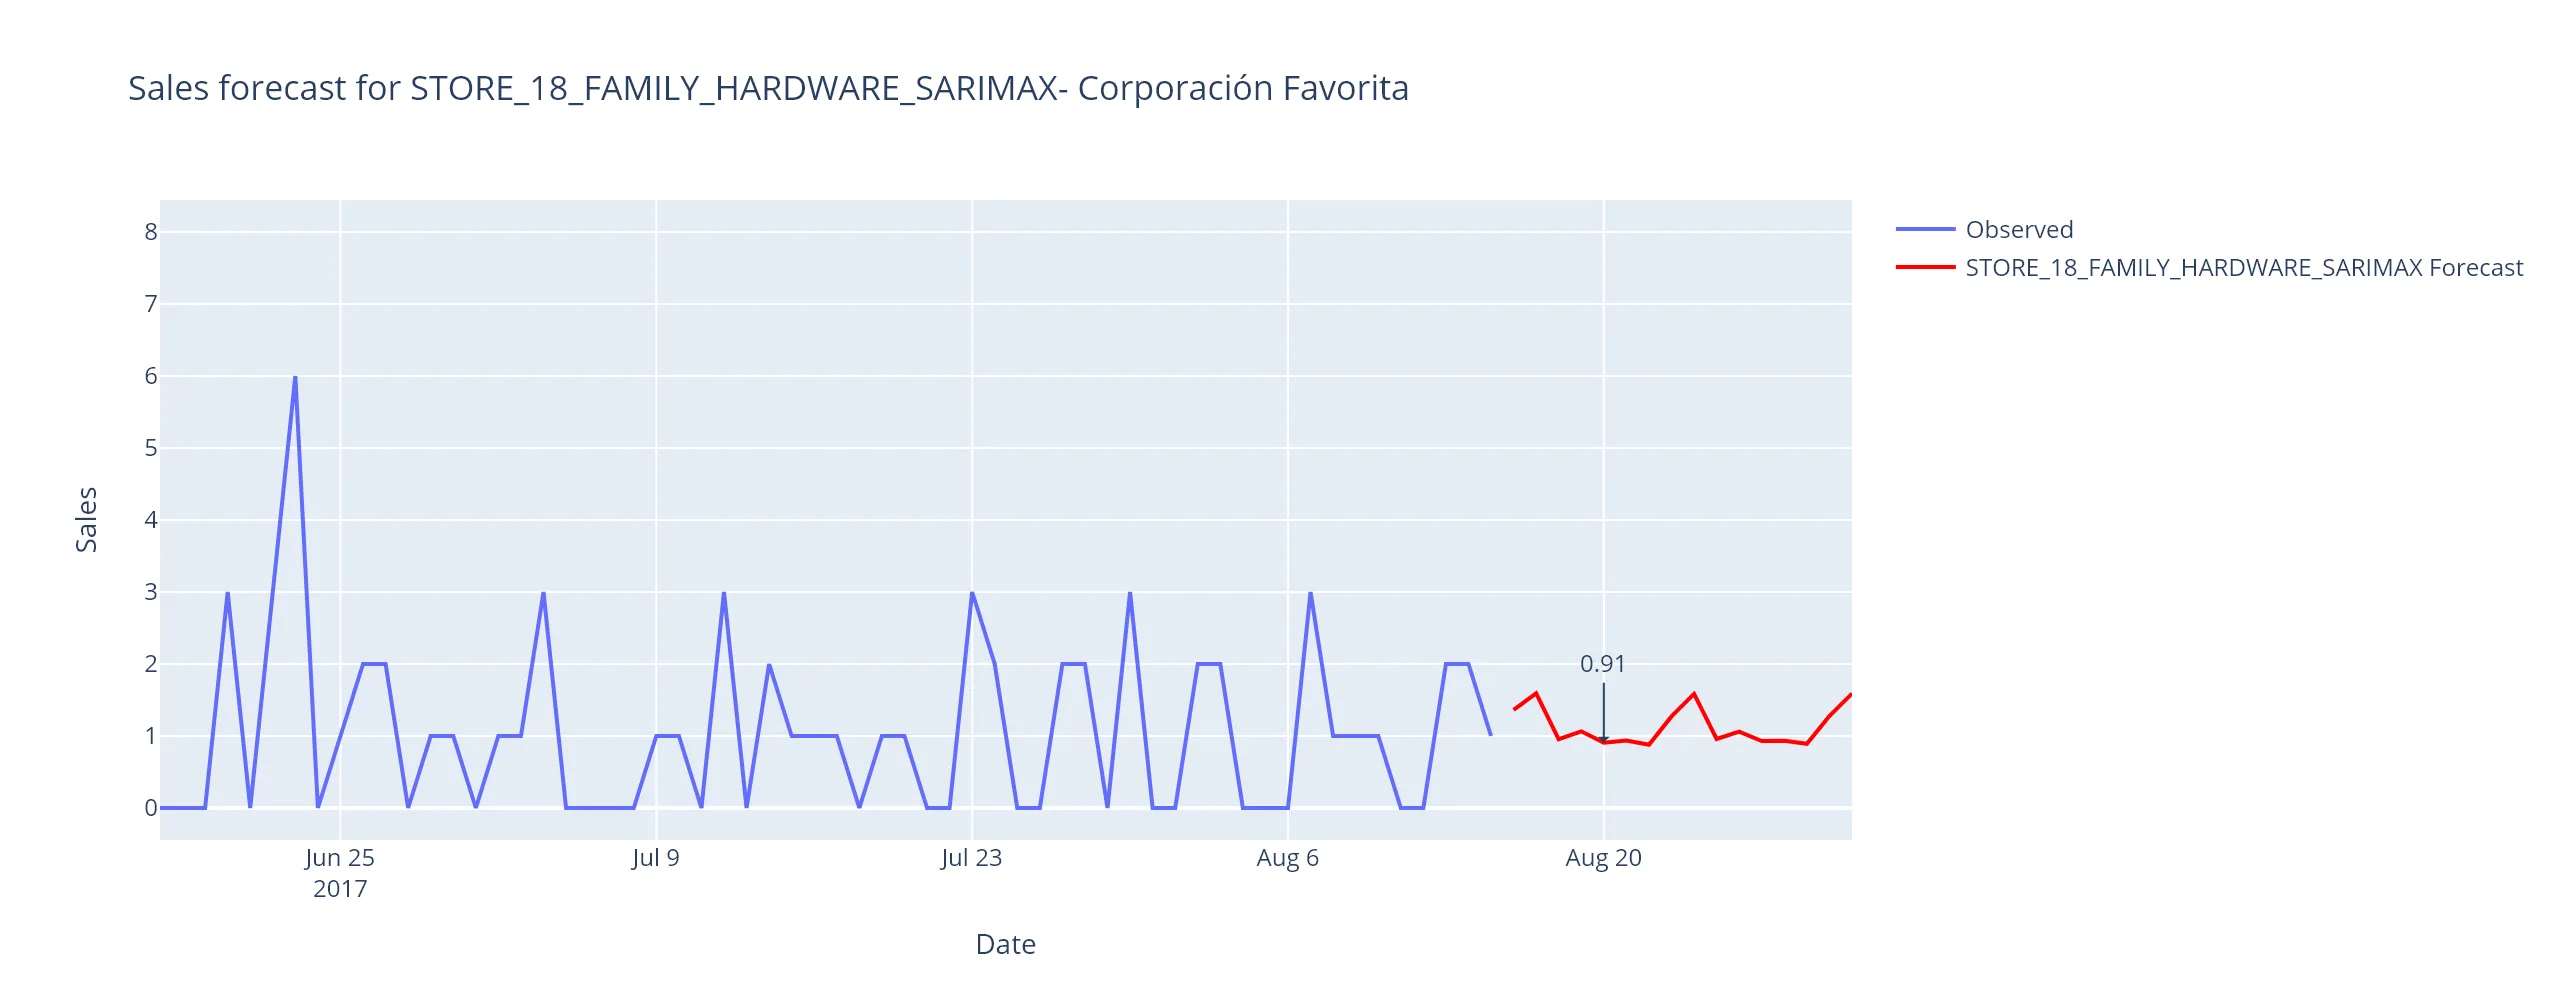 Sales forecast for STORE_18_FAMILY_HARDWARE_SARIMAX- Corporación Favorita
Observed
STORE_18_FAMILY_HARDWARE_SARIMAX Forecast
8
7
6
5
4
3
2
1
0
Sales
0.91
Jun 25
2017
Jul 9
Jul 23
Aug 6
Aug 20
Date